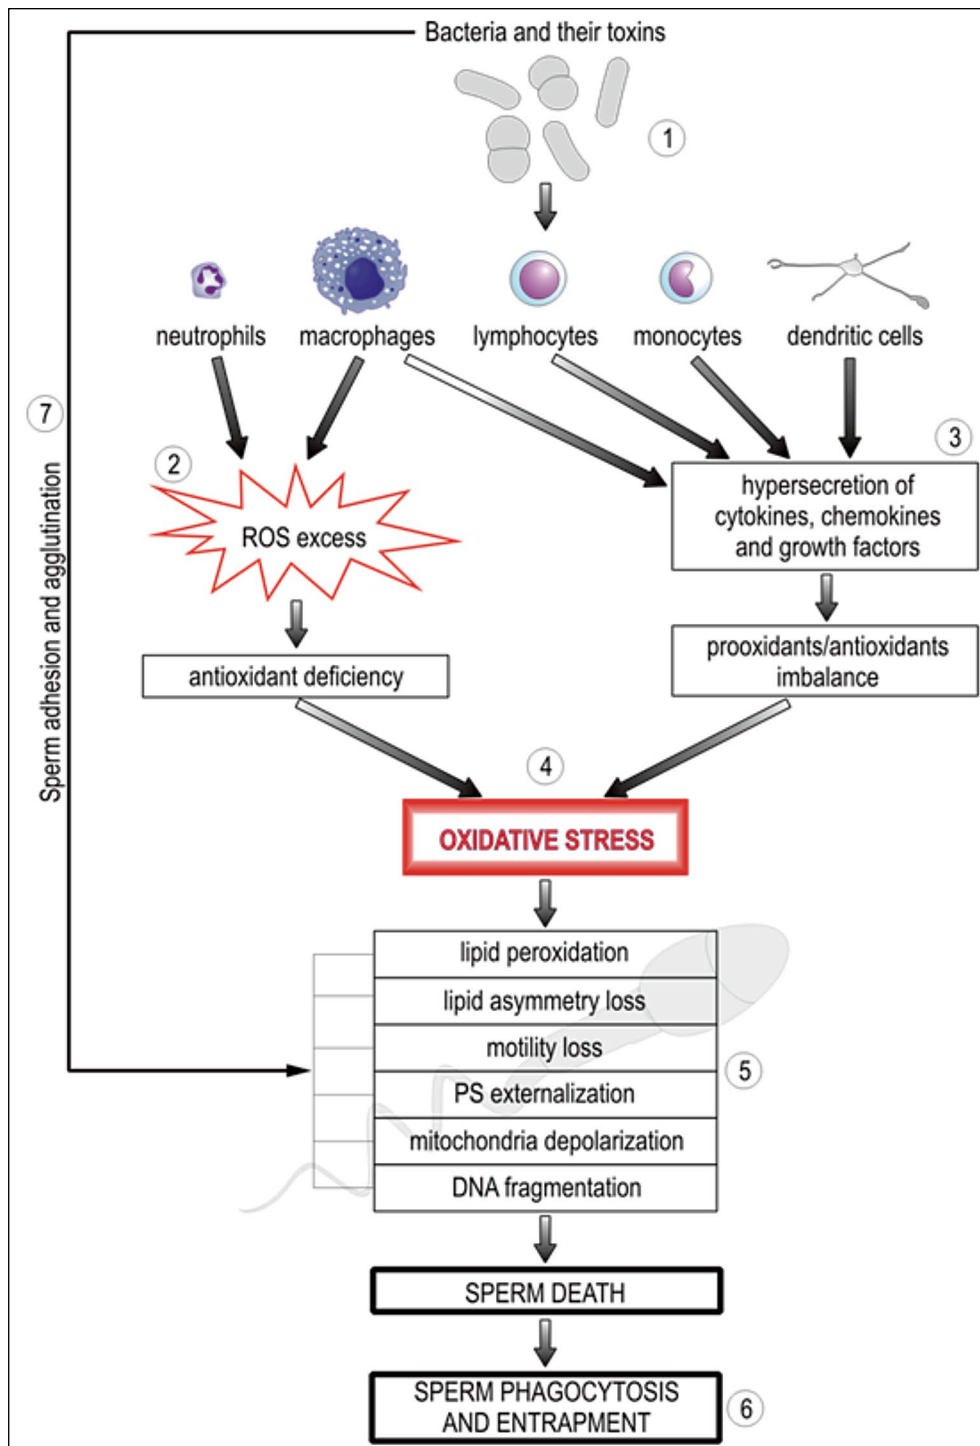 Bacteria and their toxins
1
neutrophils
macrophages
lymphocytes
monocytes
dendritic cells
7
Sperm adhesion and agglutination
2
ROS excess
3
hypersecretion of
cytokines, chemokines
and growth factors
antioxidant deficiency
prooxidants/antioxidants
imbalance
4
OXIDATIVE STRESS
lipid peroxidation
lipid asymmetry loss
motility loss
PS externalization
mitochondria depolarization
DNA fragmentation
5
SPERM DEATH
SPERM PHAGOCYTOSIS
AND ENTRAPMENT
6